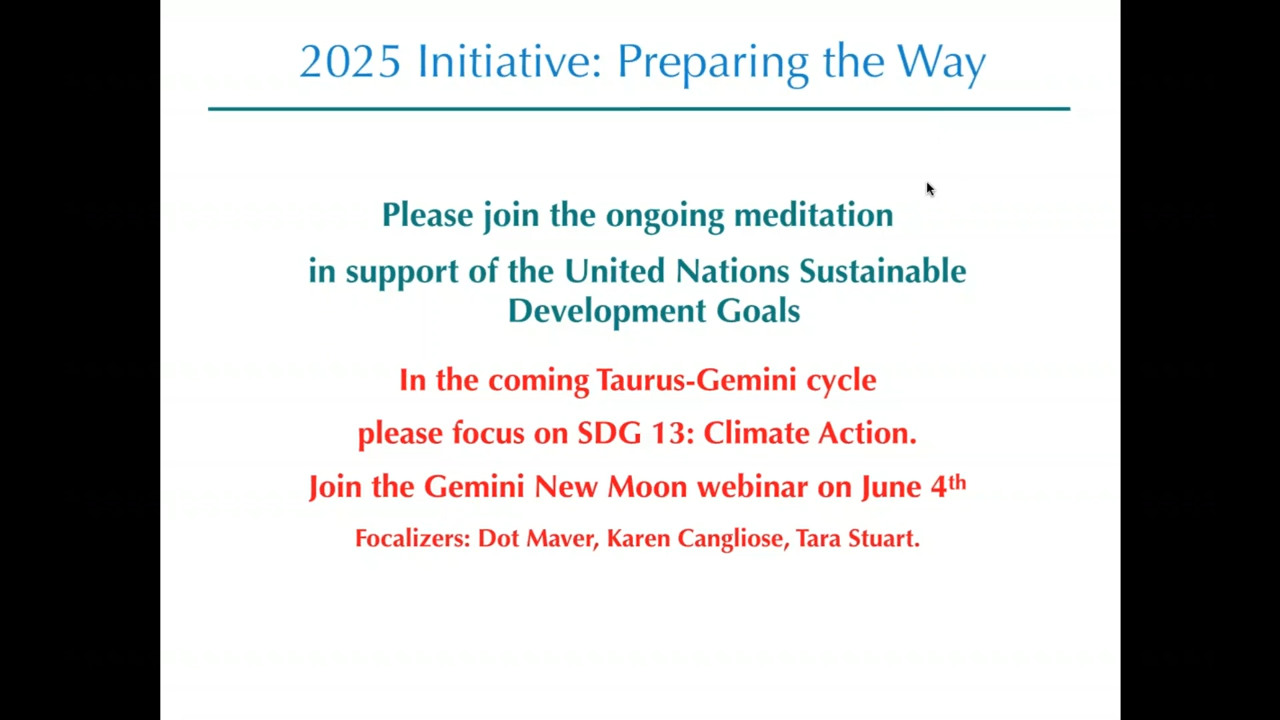 2025 Initiative: Preparing the Way
Please join the ongoing meditation
in support of the United Nations Sustainable
Development Goals
In the coming Taurus-Gemini cycle
please focus on SDG 13: Climate Action.
Join the Gemini New Moon webinar on June 4th
Focalizers: Dot Maver, Karen Cangliose, Tara Stuart.